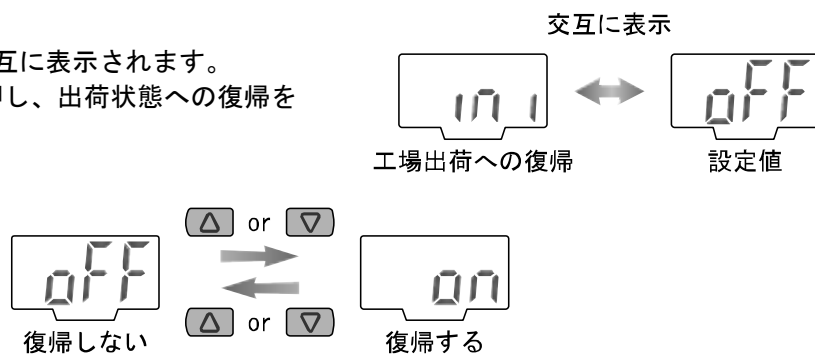 交互に表示
互に表示されます。
押し、出荷状態への復帰を
ini
oFF
工場出荷への復帰
設定値
or
oFF
on
or
復帰しない
復帰する